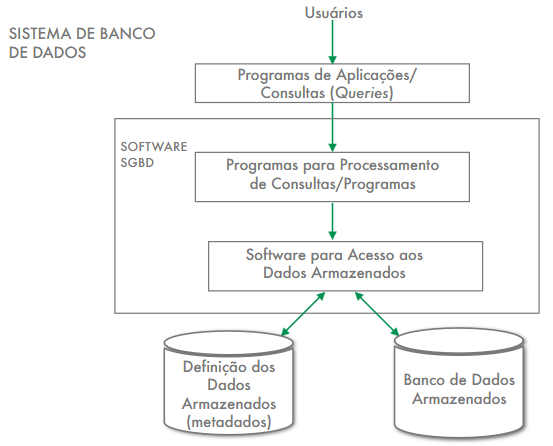 Usuários
SISTEMA DE BANCO
DE DADOS
Programas de Aplicações/
Consultas (Queries)
SOFTWARE
SGBD
Programas para Processamento
de Consultas/Programas
Software para Acesso aos
Dados Armazenados
Definição dos
Dados
Armazenados
(metadados)
Banco de Dados
Armazenados